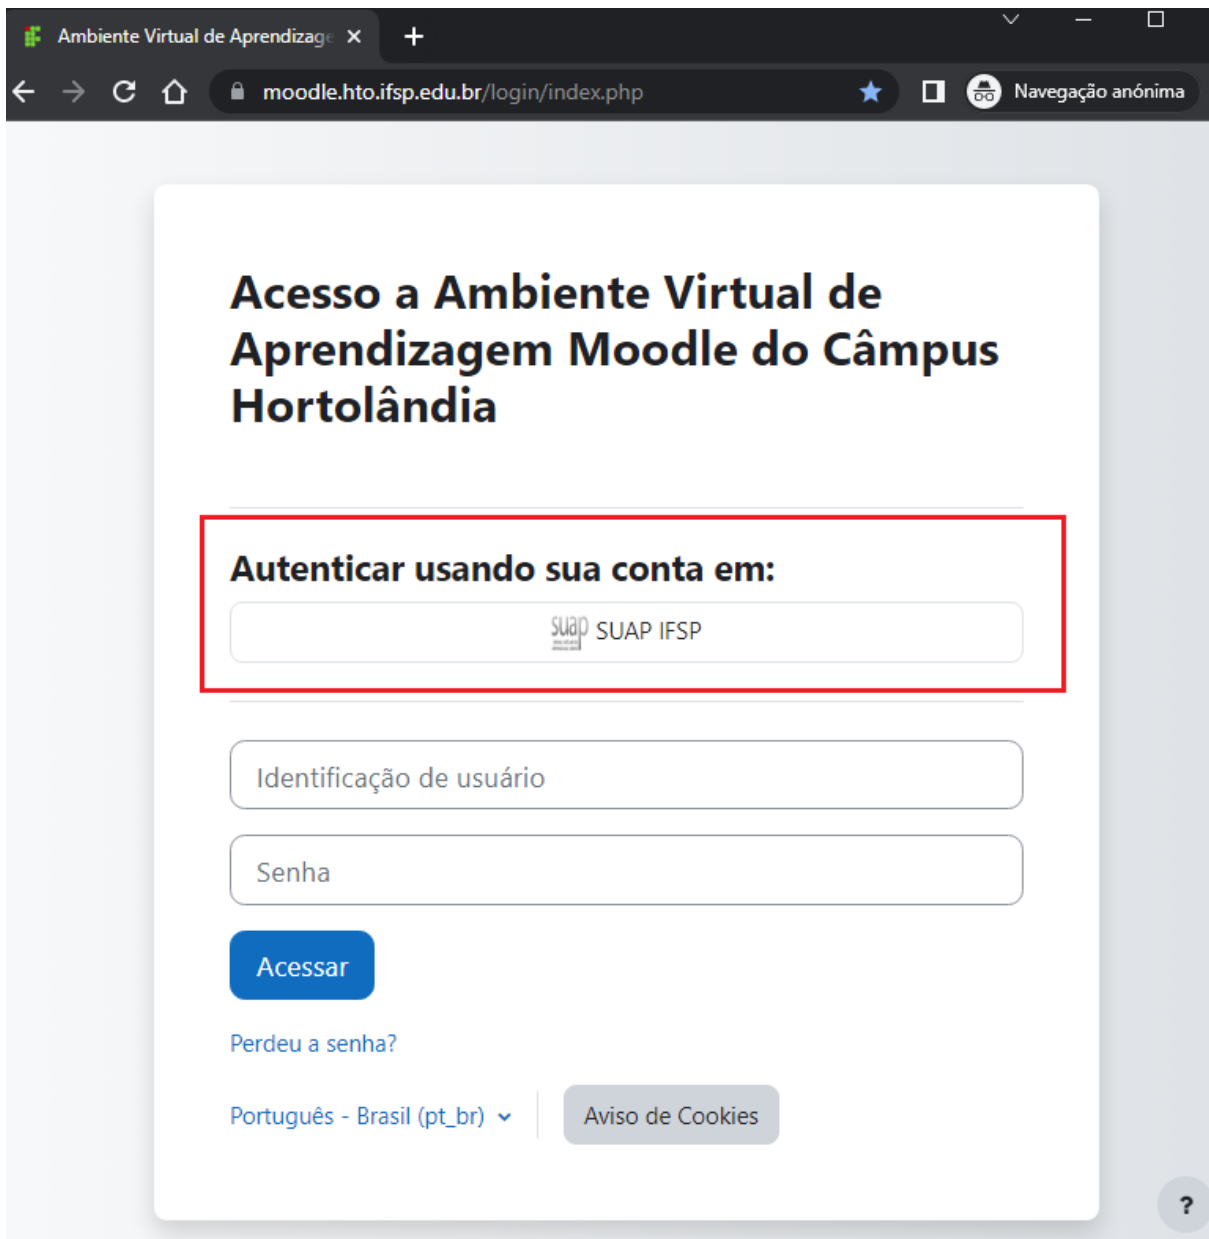 Ambiente Virtual de Aprendizage
moodle.hto.ifsp.edu.br/login/index.php
Navegação anónima
Acesso a Ambiente Virtual de
Aprendizagem Moodle do Câmpus
Hortolândia
Autenticar usando sua conta em:
suap SUAP IFSP
Identificação de usuário
Senha
Acessar
Perdeu a senha?
Português - Brasil (pt_br)
Aviso de Cookies
?